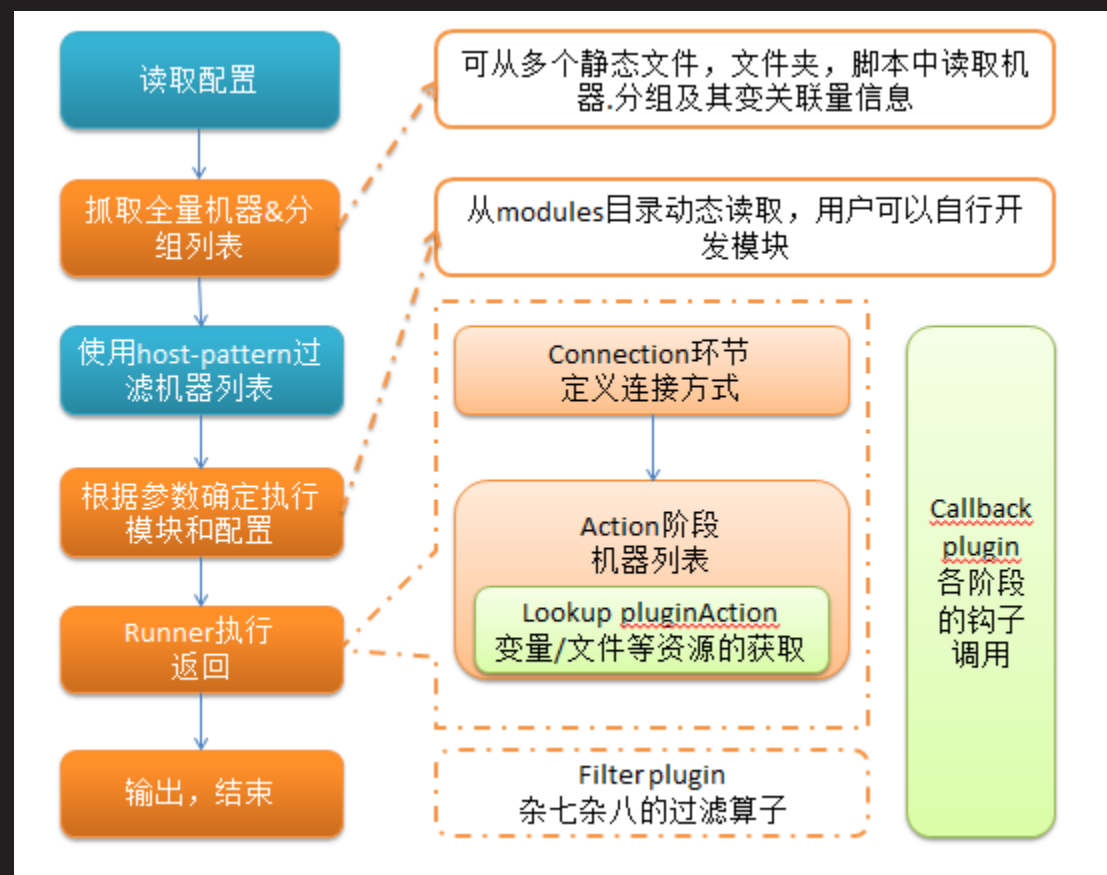 读取配置
抓取全量机器&分
组列表
使用host-pattern过
滤机器列表
根据参数确定执行
模块和配置
Runner执行
返回
输出，结束
可从多个静态文件，文件夹，脚本中读取机
器.分组及其变关联量信息
从modules目录动态读取，用户可以自行开
发模块
Connection环节
定义连接方式
Action阶段
机器列表
Lookup pluginAction
变量/文件等资源的获取
Filter plugin
杂七杂八的过滤算子
Callback
plugin
各阶段
的钩子
调用